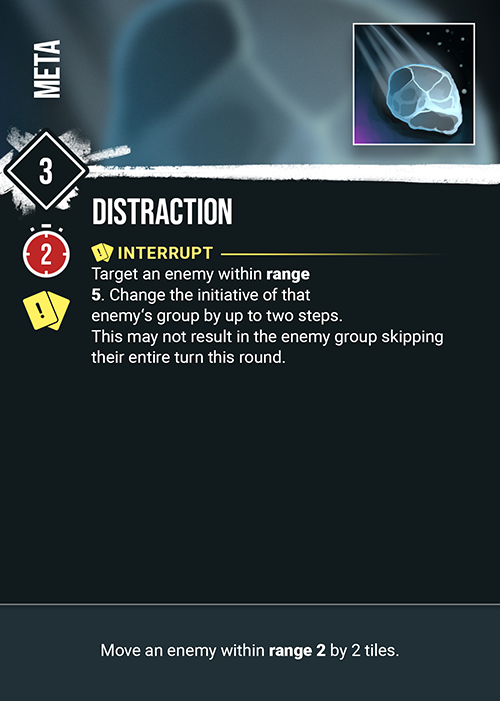 META
3
DISTRACTION
2
! INTERRUPT
!
Target an enemy within range
5. Change the initiative of that
enemy's group by up to two steps.
This may not result in the enemy group skipping
their entire turn this round.
Move an enemy within range 2 by 2 tiles.